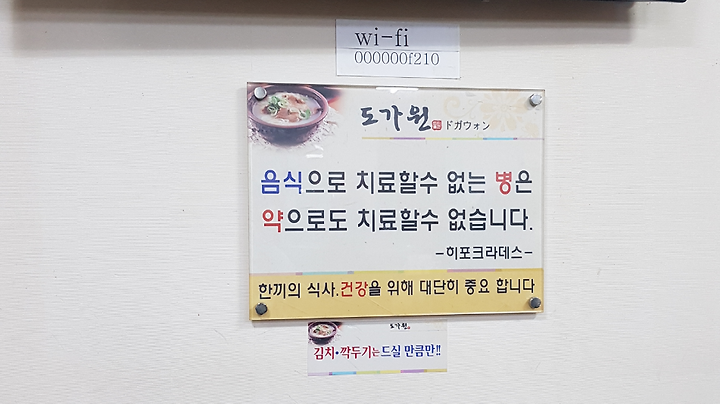 wi-fi
000000f210
도가원 ドガウォン
음식으로 치료할수 없는 병은
약으로도 치료할수 없습니다.
-히포크라데스-
한끼의 식사.건강을 위해 대단히 중요 합니다
도가원
김치·깍두기는드실 만큼만!!